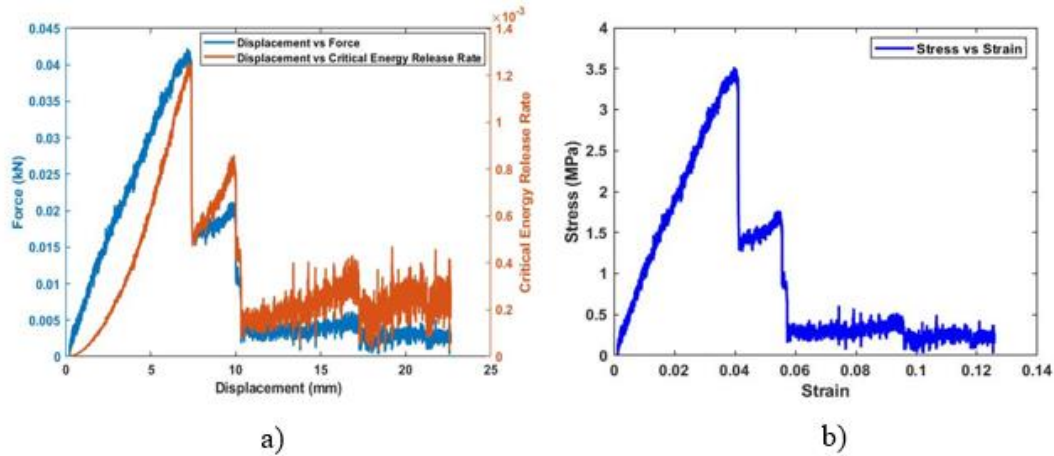 ×10⁻³
0.045
0.04
0.035
0.03
0.025
0.02
0.015
0.01
0.005
0
Force (kN)
Displacement vs Force
Displacement vs Critical Energy Release Rate
1.4
1.2
1
0.8
0.6
0.4
0.2
0
Critical Energy Release Rate
0 5 10 15 20 25
Displacement (mm)
a)
4
3.5
3
2.5
2
1.5
1
0.5
0
Stress (MPa)
Stress vs Strain
0 0.02 0.04 0.06 0.08 0.1 0.12 0.14
Strain
b)